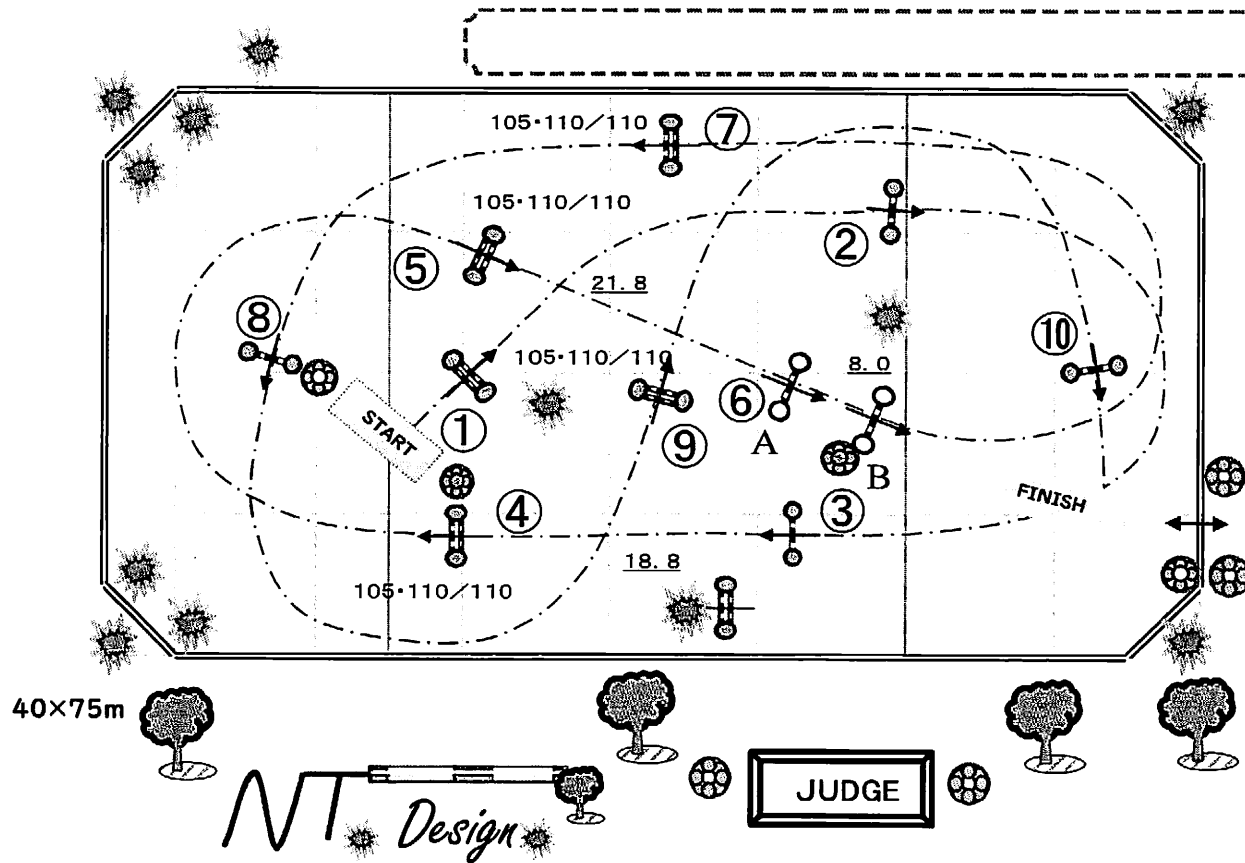 105・110/110
⑦
105・110/110
②
⑤
21.8
⑧
⑩
105・110/110
8.0
START
①
⑥
A
⑨
B
FINISH
④
③
18.8
105・110/110
40×75m
NT Design
JUDGE